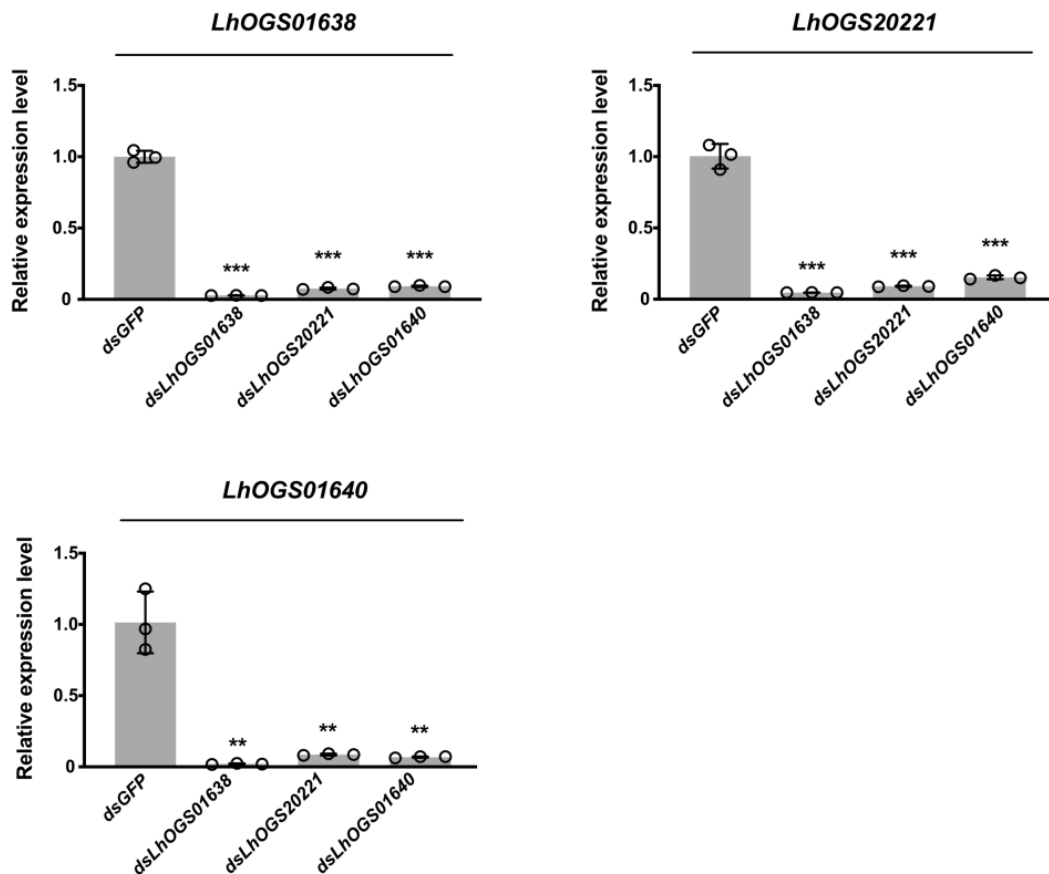 LhOGS01638
Relative expression level
1.5
1.0
0.5
0
***
***
***
dsGFP
dsLhOGS01638
dsLhOGS20221
dsLhOGS01640
LhOGS20221
Relative expression level
1.5
1.0
0.5
0
***
***
***
dsGFP
dsLhOGS01638
dsLhOGS20221
dsLhOGS01640
LhOGS01640
Relative expression level
1.5
1.0
0.5
0
**
**
**
dsGFP
dsLhOGS01638
dsLhOGS20221
dsLhOGS01640